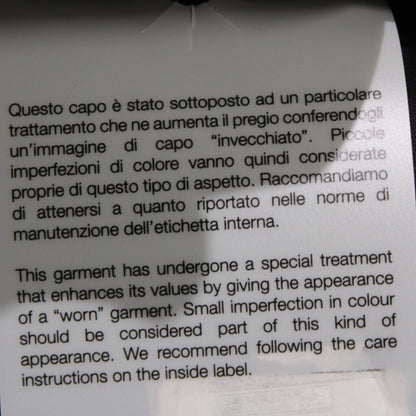 Questo capo è stato sottoposto ad un particolare
trattamento che ne aumenta il pregio conferendogli
un'immagine di capo "invecchiato". Piccole
imperfezioni di colore vanno quindi considerate
proprie di questo tipo di aspetto. Raccomandiamo
di attenersi a quanto riportato nelle norme di
manutenzione dell'etichetta interna.
This garment has undergone a special treatment
that enhances its values by giving the appearance
of a "worn" garment. Small imperfection in colour
should be considered part of this kind of
appearance. We recommend following the care
instructions on the inside label.